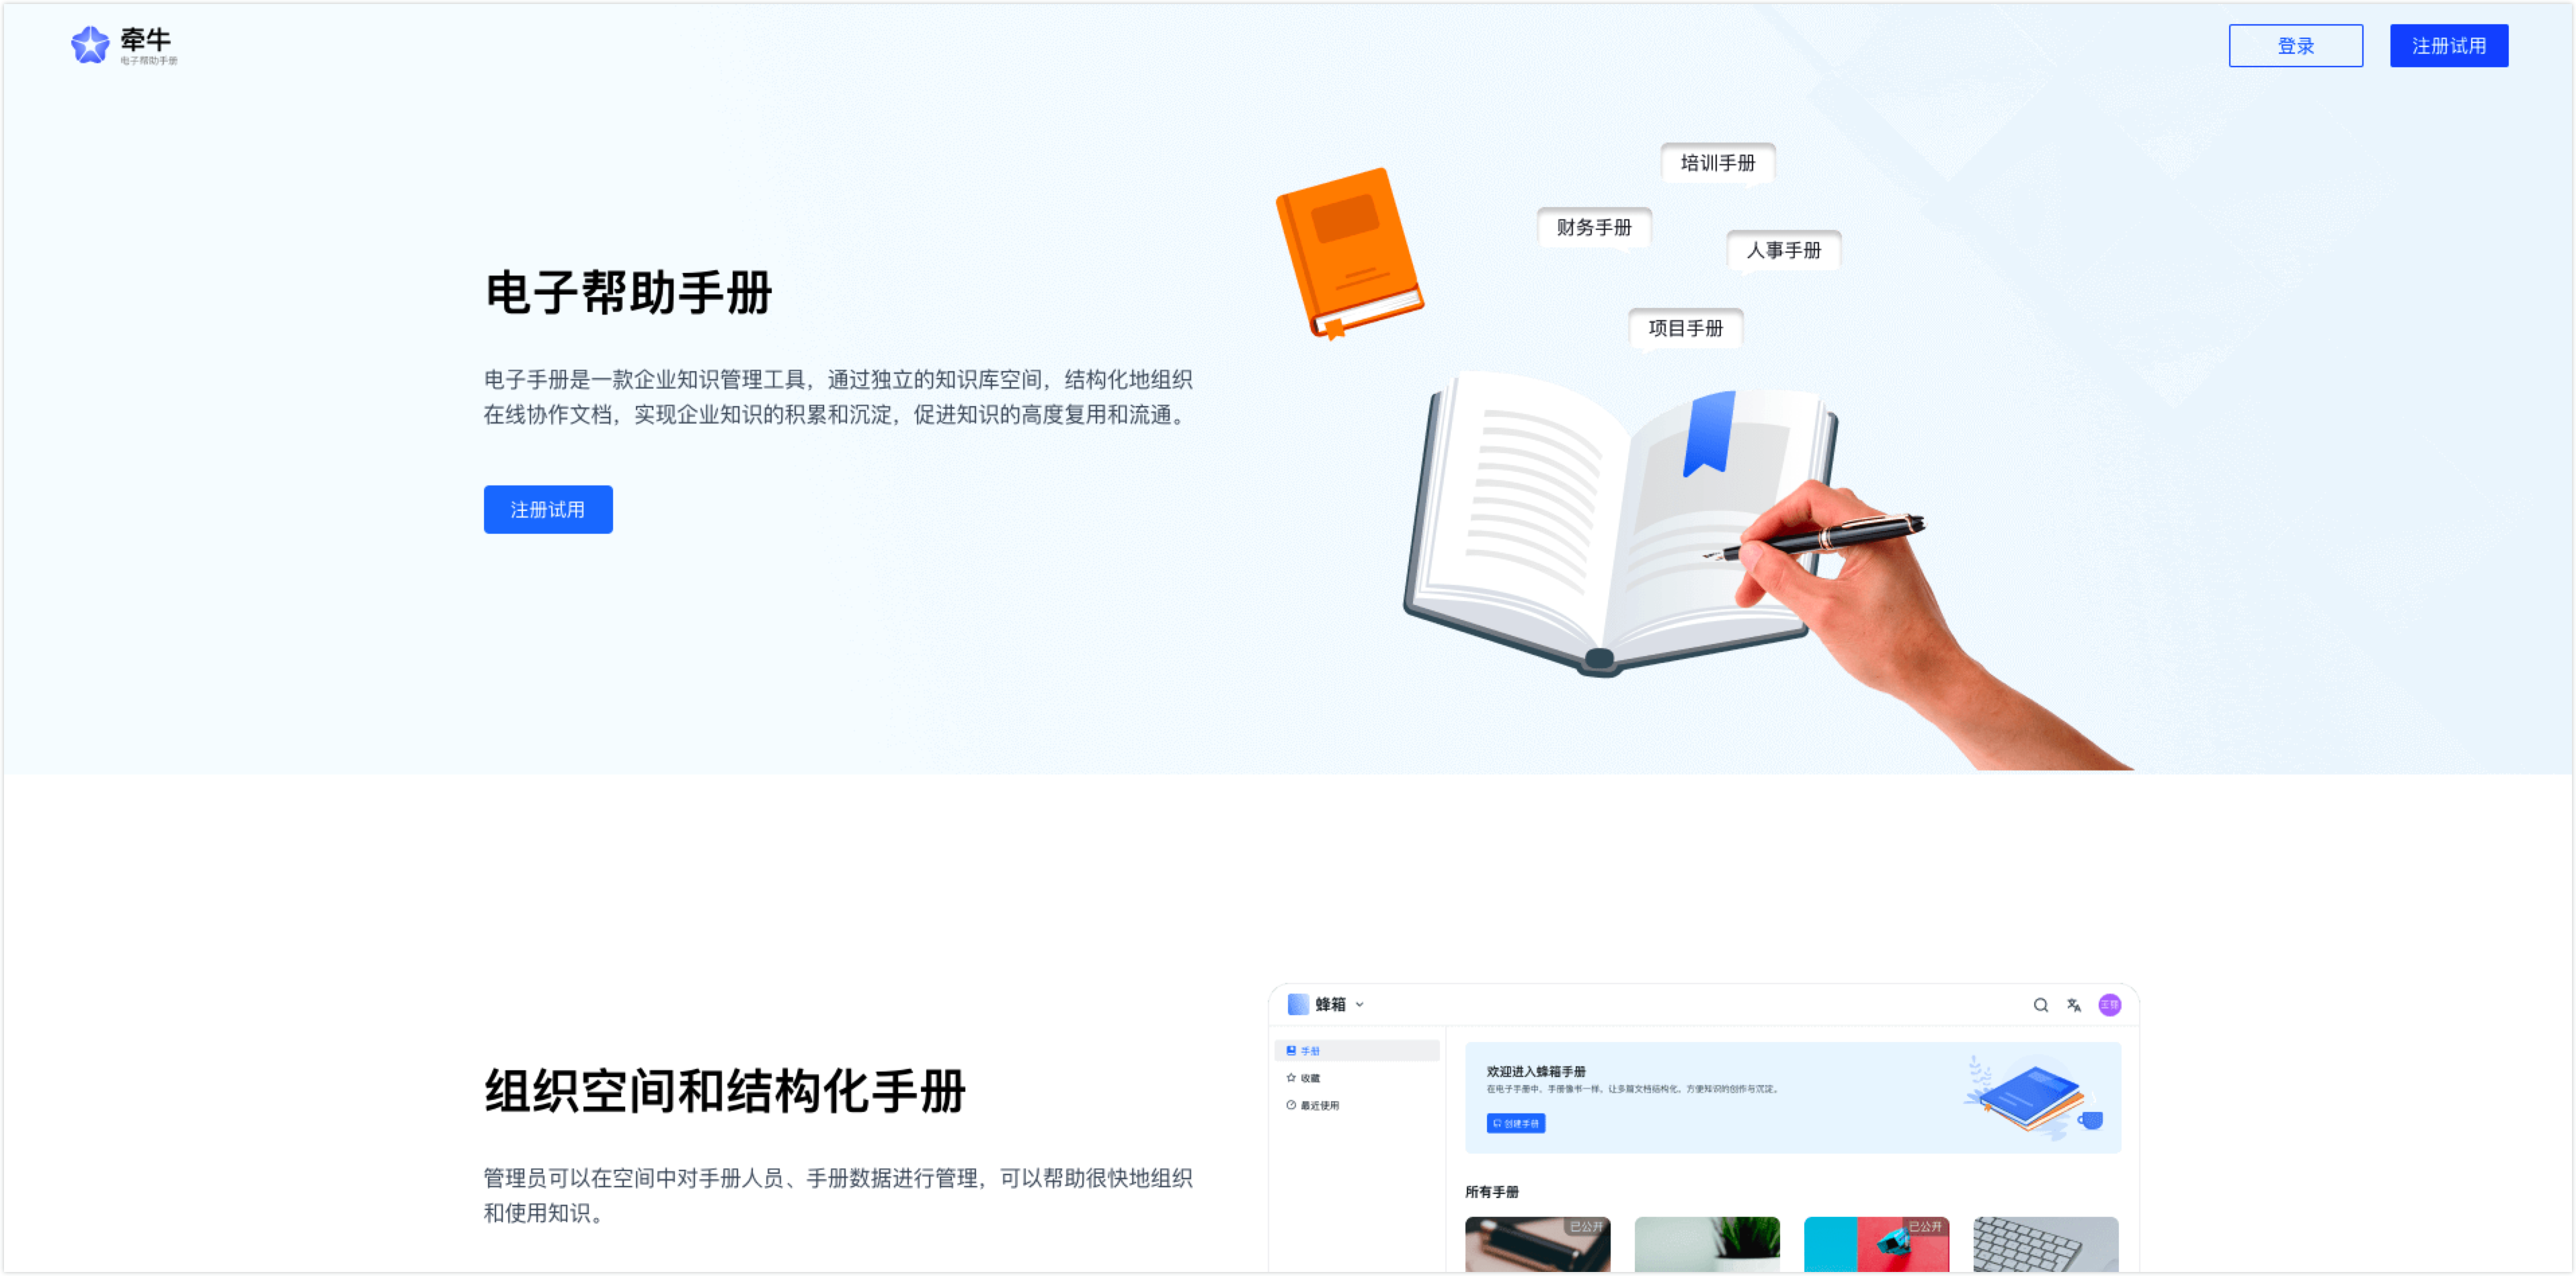 牵牛
电子帮助手册
登录
注册试用
培训手册
财务手册
人事手册
项目手册
电子帮助手册
电子手册是一款企业知识管理工具，通过独立的知识库空间，结构化地组织
在线协作文档，实现企业知识的积累和沉淀，促进知识的高度复用和流通。
注册试用
组织空间和结构化手册
管理员可以在空间中对手册人员、手册数据进行管理，可以帮助很快地组织
和使用知识。
蜂箱
手册
收藏
最近使用
欢迎进入蜂箱手册
在电子手册中，手册像书一样，让多篇文档结构化，方便知识的创作与沉淀。
创建手册
所有手册
已公开
已公开